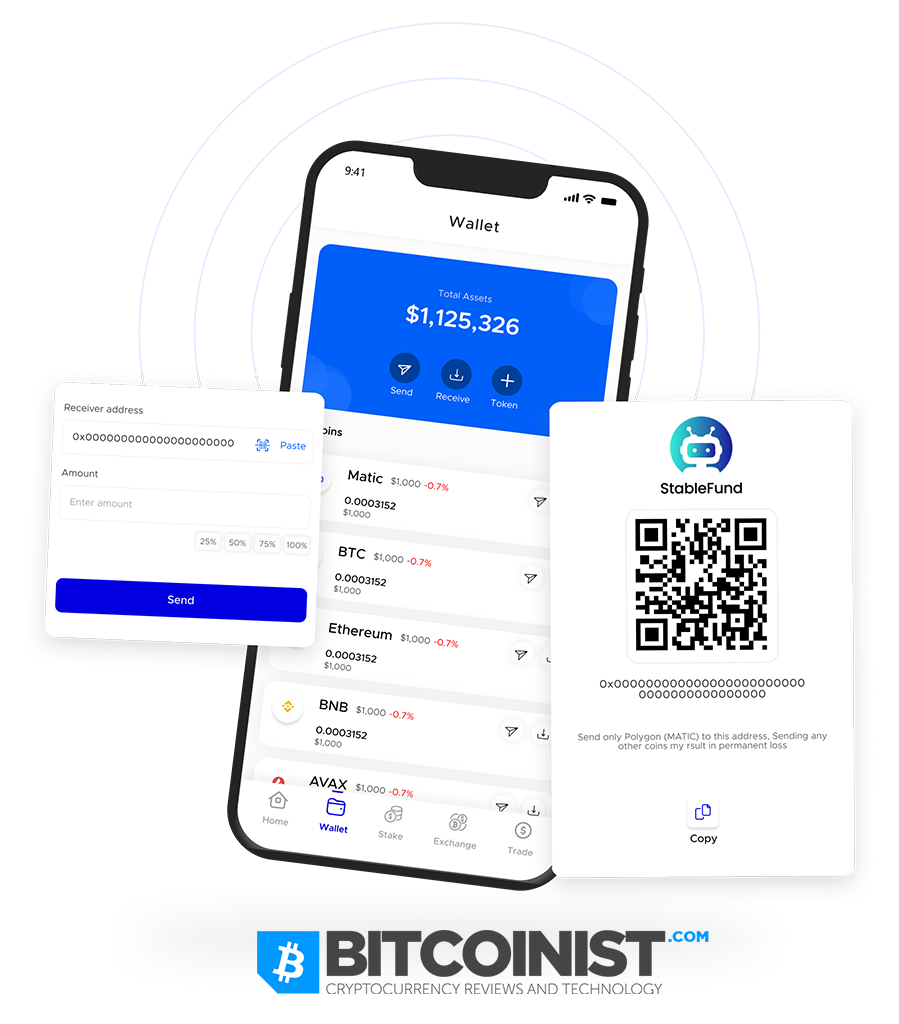 9:41
Wallet
Total Assets
$1,125,326
Send
Receive
Token
Receiver address
0x000000000000000000000 Paste
Amount
Enter amount
25% 50% 75% 100%
Send
oins
Matic $1,000 -0.7%
0.0003152
$1,000
BTC $1,000 -0.7%
0.0003152
$1,000
Ethereum $1,000 -0.7%
0.0003152
$1,000
BNB $1,000 -0.7%
0.0003152
$1,000
AVAX $1,000 -0.7%
Home
Wallet
Stake
Exchange
Trade
StableFund
0x000000000000000000000000
0000000000000000
Send only Polygon (MATIC) to this address, Sending any
other coins my rsult in permanent loss
Copy
BITCOINIST.COM
CRYPTOCURRENCY REVIEWS AND TECHNOLOGY